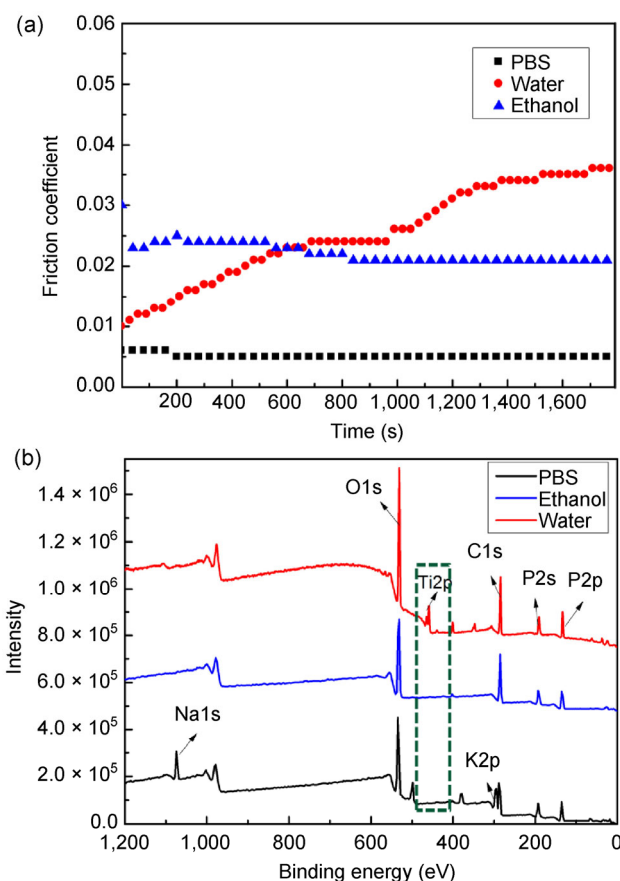 (a)
0.06
0.05
0.04
0.03
0.02
0.01
0.00
Friction coefficient
PBS
Water
Ethanol
200 400 600 800 1,000 1,200 1,400 1,600
Time (s)
(b)
1.4 × 10⁶
1.2 × 10⁶
1.0 × 10⁶
8.0 × 10⁵
6.0 × 10⁵
4.0 × 10⁵
2.0 × 10⁵
0.0
Intensity
PBS
Ethanol
Water
O1s
Ti2p
C1s
P2s
P2p
Na1s
K2p
1,200 1,000 800 600 400 200 0
Binding energy (eV)